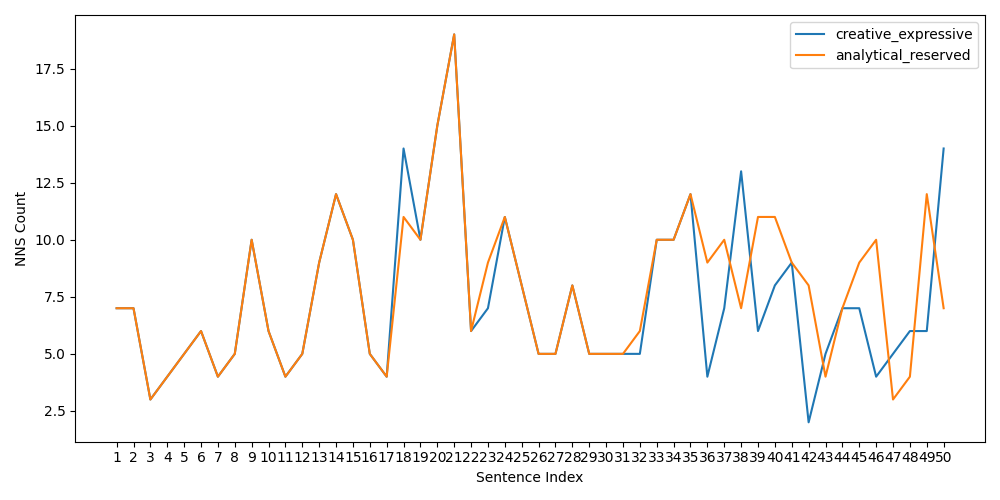 creative_expressive
analytical_reserved
17.5
15.0
12.5
10.0
7.5
5.0
2.5
NNS Count
1 2 3 4 5 6 7 8 9 10 11 12 13 14 15 16 17 18 19 20 21 22 23 24 25 26 27 28 29 30 31 32 33 34 35 36 37 38 39 40 41 42 43 44 45 46 47 48 49 50
Sentence Index